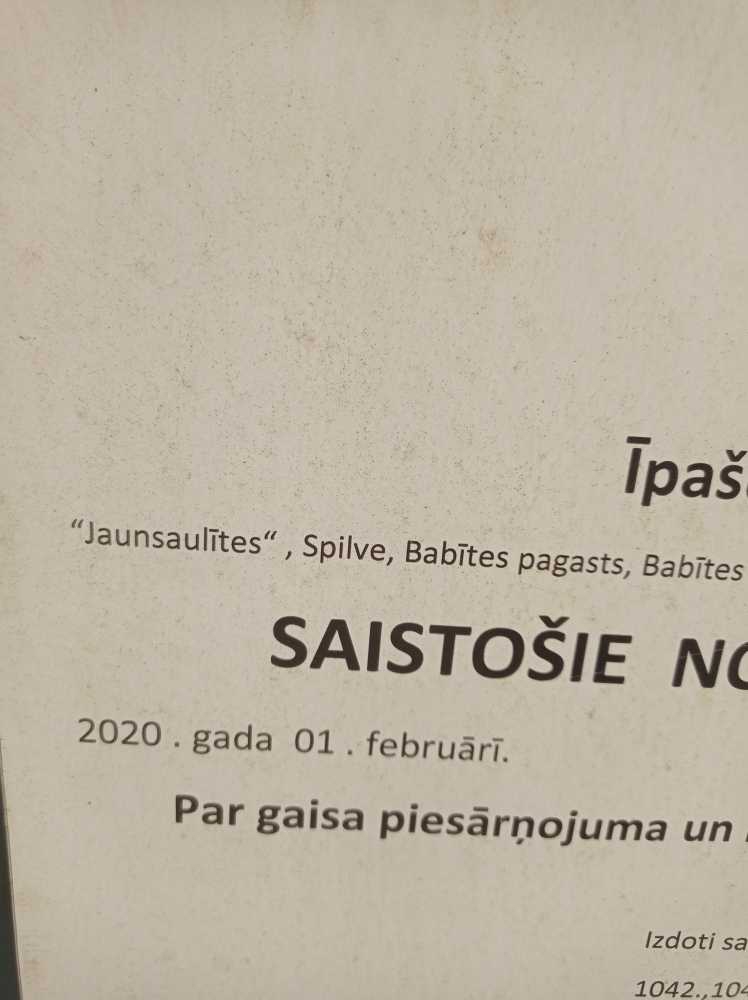 Īpaš
“Jaunsaulītes“ , Spilve, Babītes pagasts, Babītes
SAISTOŠIE NO
2020 . gada 01 . februārī.
Par gaisa piesārņojuma un
Izdoti sa
1042.,104